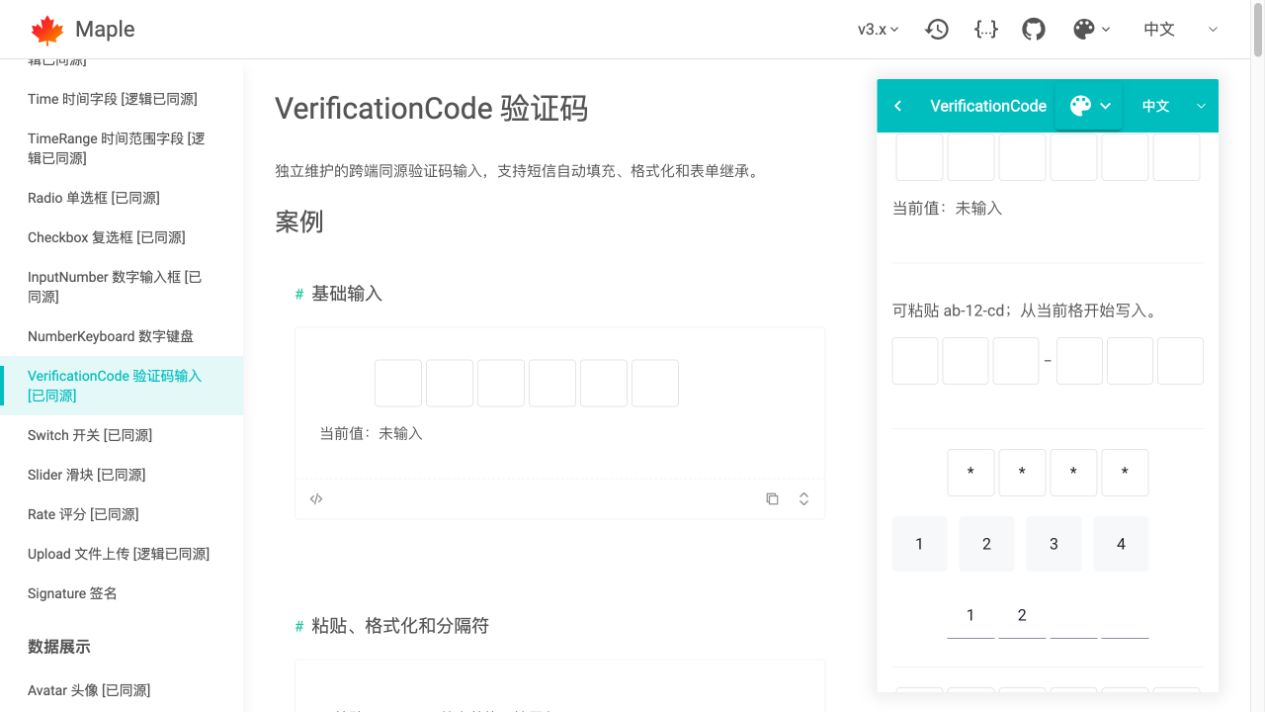 Maple
v3.x
{...}
中文
辑已同源]
Time 时间字段 [逻辑已同源]
TimeRange 时间范围字段 [逻
辑已同源]
Radio 单选框 [已同源]
Checkbox 复选框 [已同源]
InputNumber 数字输入框 [已
同源]
NumberKeyboard 数字键盘
VerificationCode 验证码输入
[已同源]
Switch 开关 [已同源]
Slider 滑块 [已同源]
Rate 评分 [已同源]
Upload 文件上传 [逻辑已同源]
Signature 签名
数据展示
Avatar 头像 [已同源]
VerificationCode 验证码
独立维护的跨端同源验证码输入，支持短信自动填充、格式化和表单继承。
案例
# 基础输入
当前值：未输入
# 粘贴、格式化和分隔符
VerificationCode
中文
当前值：未输入
可粘贴 ab-12-cd；从当前格开始写入。
–
* * * *
1 2 3 4
1 2